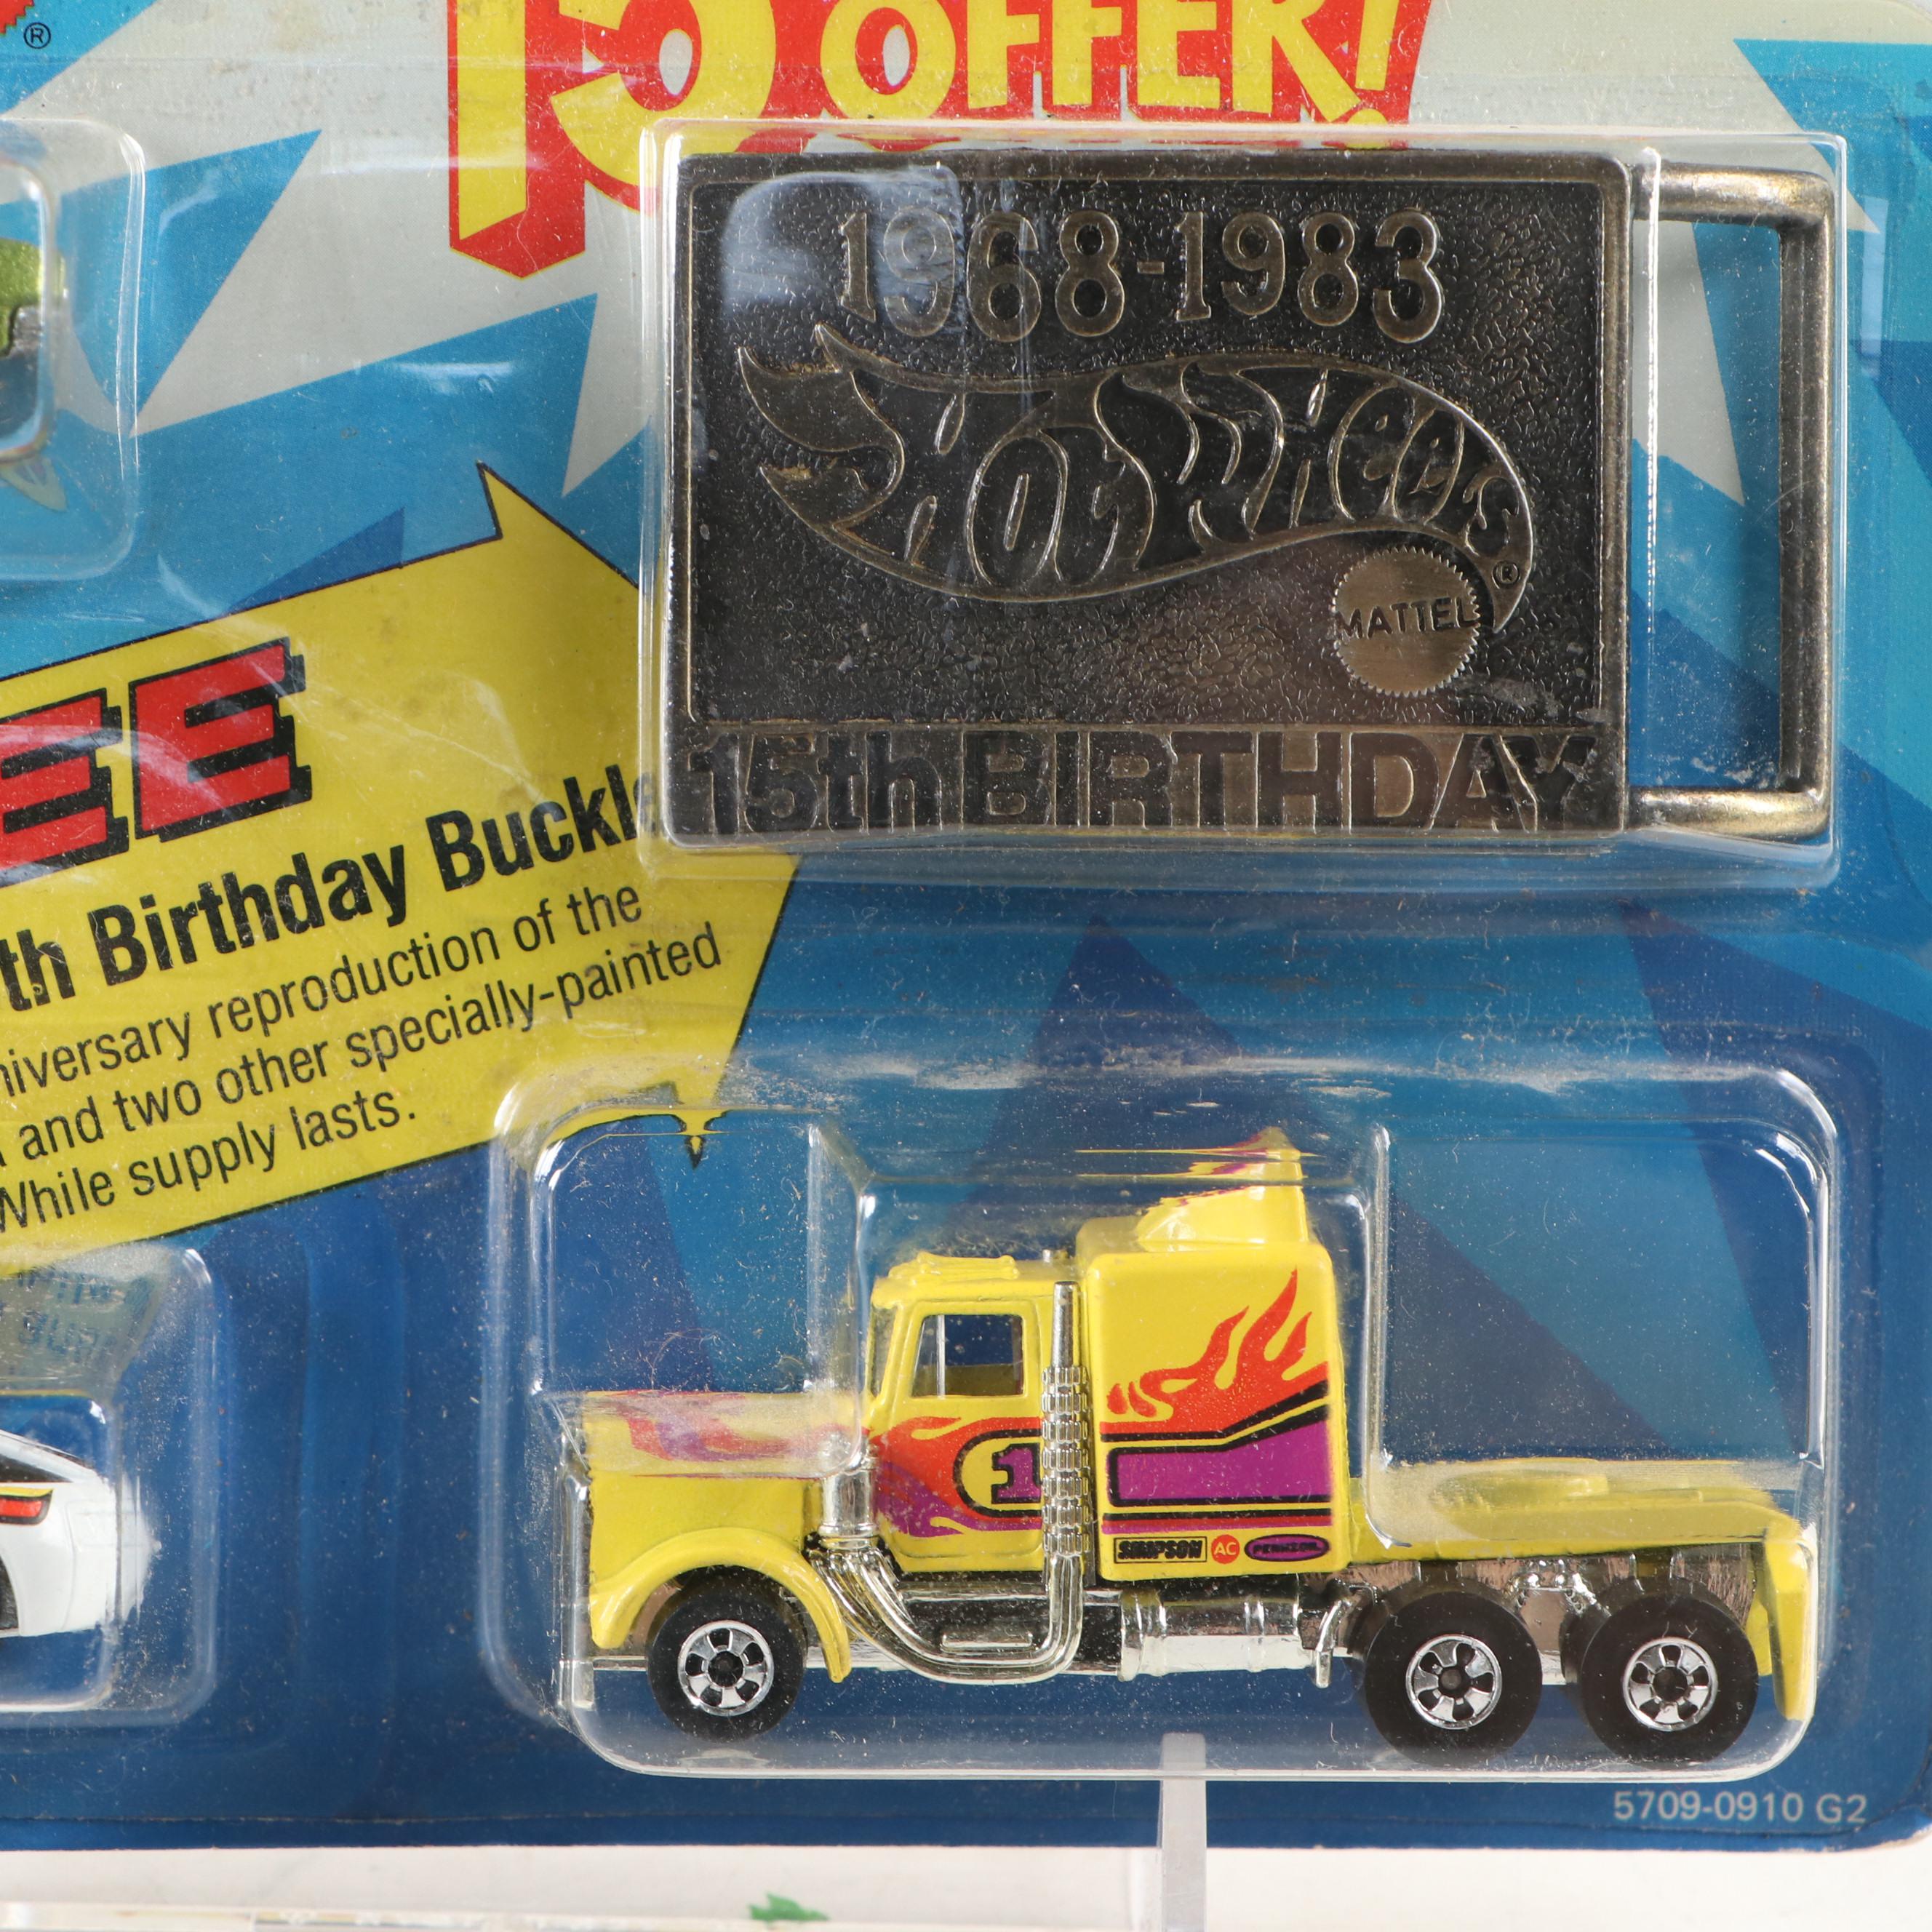 ®
15
OFFER!
1968-1983
HOT WHEELS®
MATTEL
15th BIRTHDAY
EE
th Birthday Buckl
niversary reproduction of the
and two other specially-painted
While supply lasts.
1
SIMPSON AC PENNZOIL
5709-0910 G2